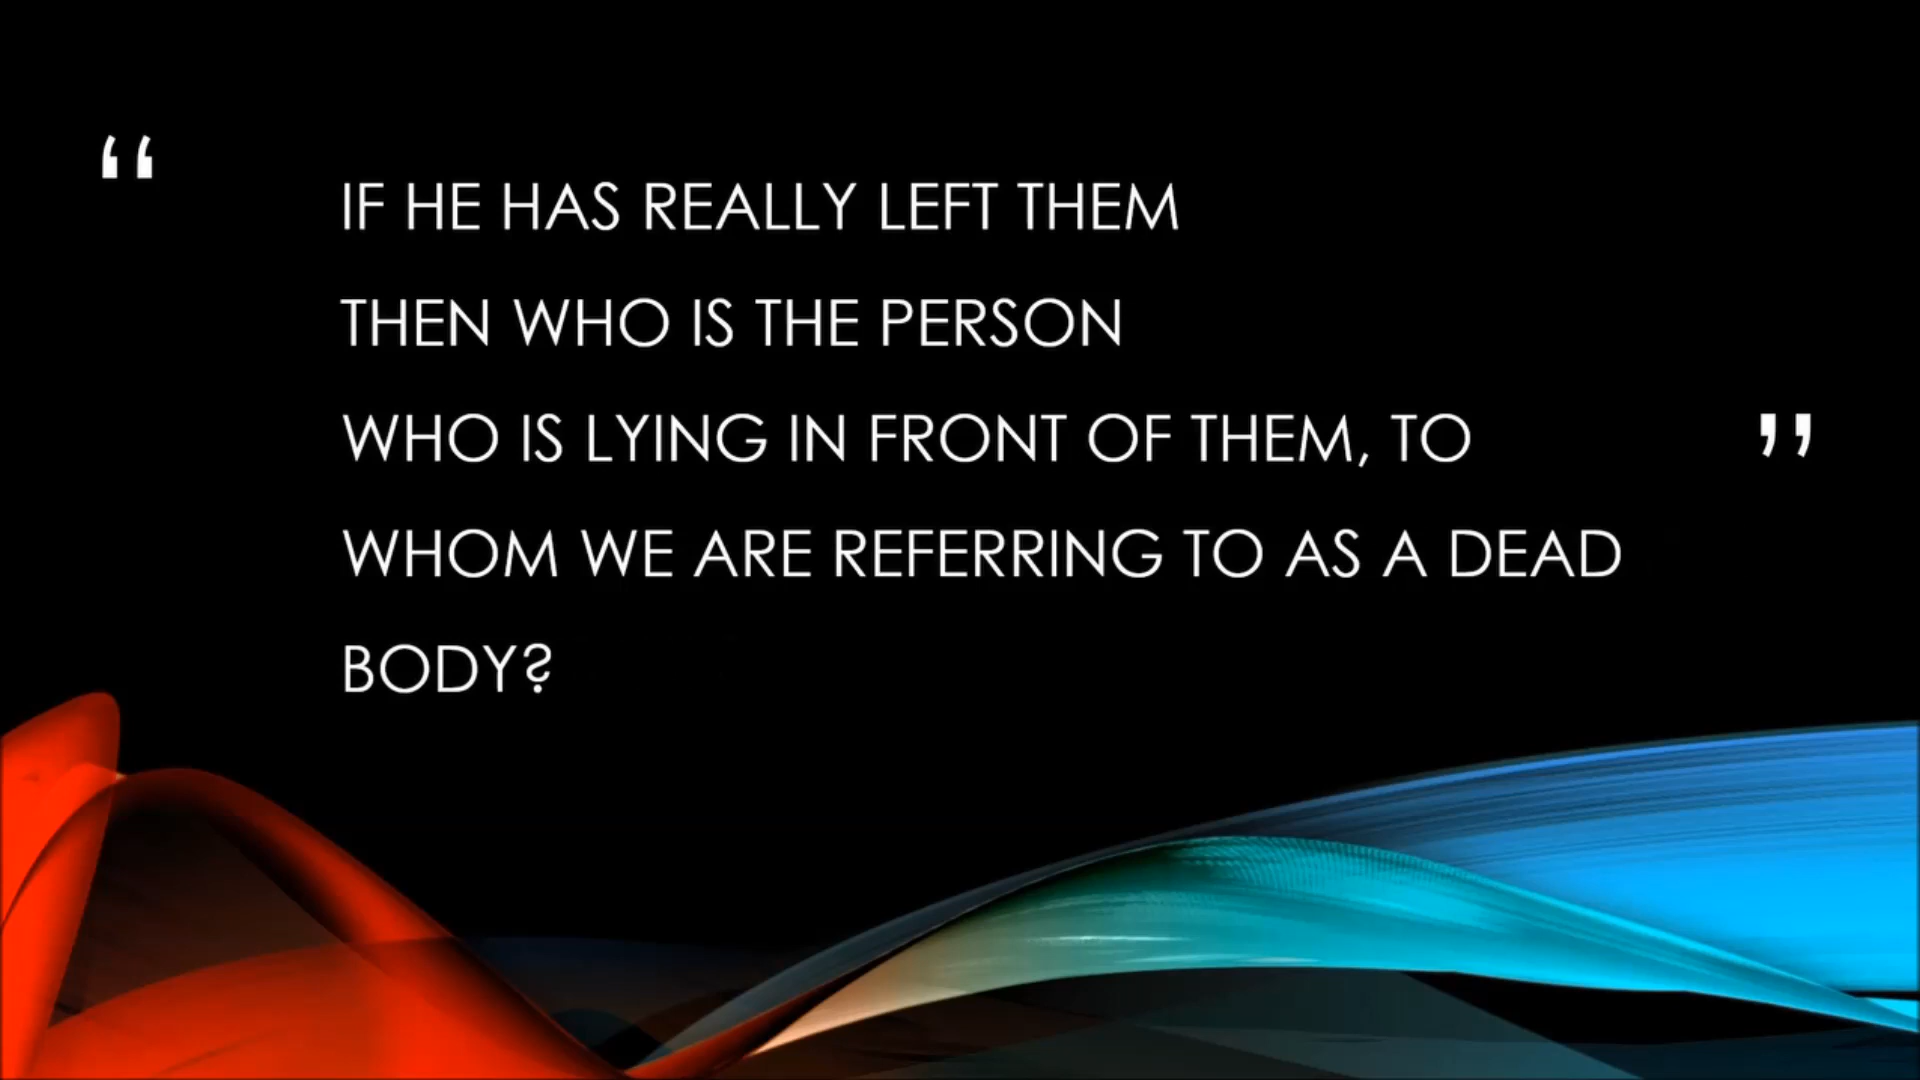 “
IF HE HAS REALLY LEFT THEM
THEN WHO IS THE PERSON
WHO IS LYING IN FRONT OF THEM, TO
WHOM WE ARE REFERRING TO AS A DEAD
BODY?
”